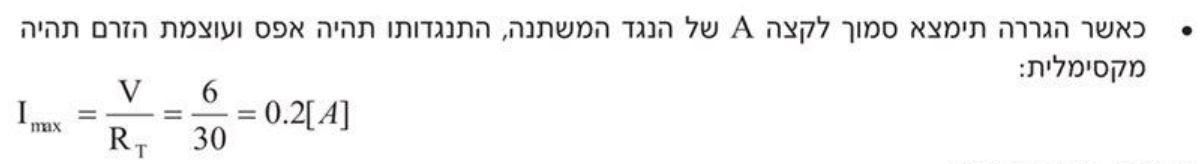 • כאשר הגררה תימצא סמוך לקצה A של הנגד המשתנה, התנגדותו תהיה אפס ועוצמת הזרם תהיה
מקסימלית:
I_max = V/R_T = 6/30 = 0.2[A]